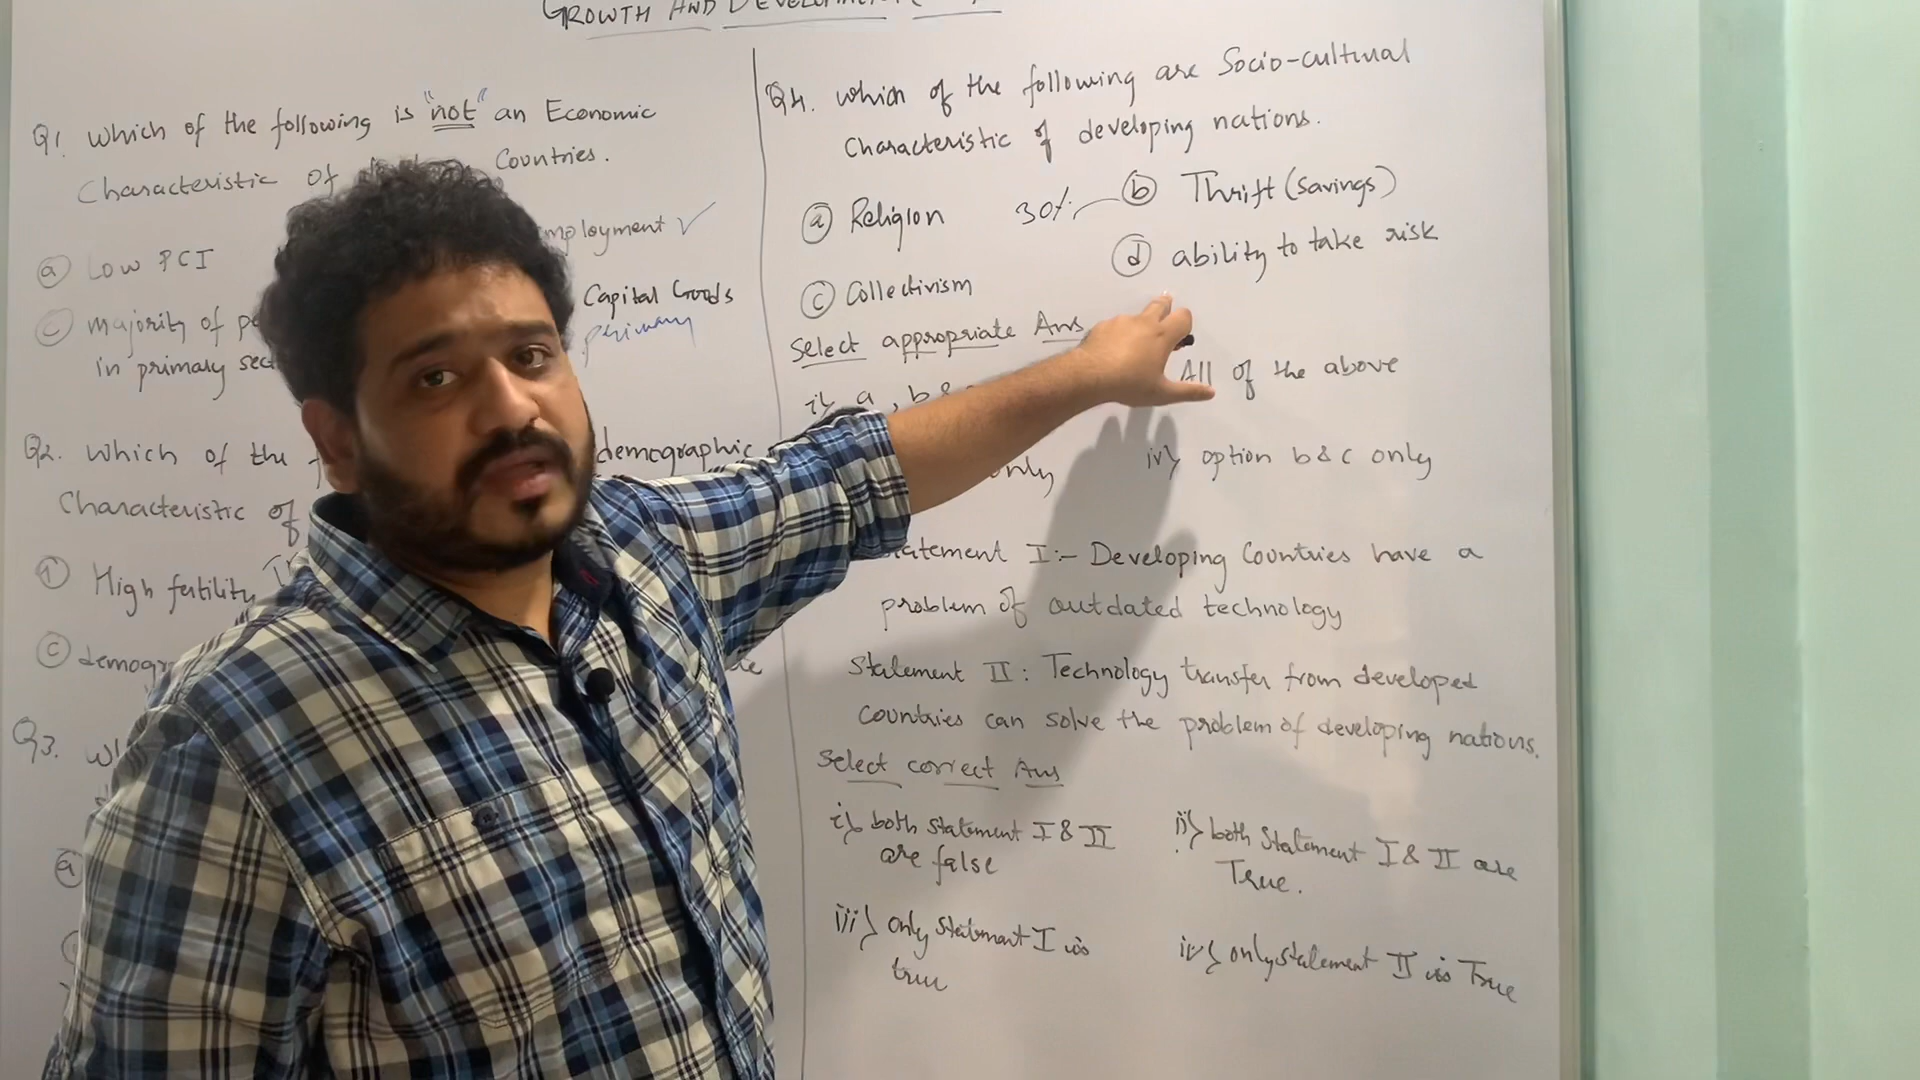 GROWTH AND DEVELOPMENT
Q1. Which of the following is "not" an Economic
Characteristic of Countries.
(a) Low PCI
mployment ✓
(c) majority of
in primary sec
Capital Goods
primary
Q2. Which of the demographic
Characteristic of
(1) High fertility
(c) demogr
Q3.
(a)
Q4. Which of the following are Socio-cultural
Characteristic of developing nations.
(a) Religion
30% (b) Thrift (savings)
(c) Collectivism
(d) ability to take risk
Select appropriate Ans
i) a, b &
All of the above
only
iv) option b & c only
tatement I:- Developing Countries have a
problem of outdated technology
Statement II: Technology transfer from developed
Countries can solve the problem of developing nations.
Select correct Ans
i) both statement I & II
are false
ii) both Statement I & II are
True.
iii) only Statement I is
true
iv) only statement II is True